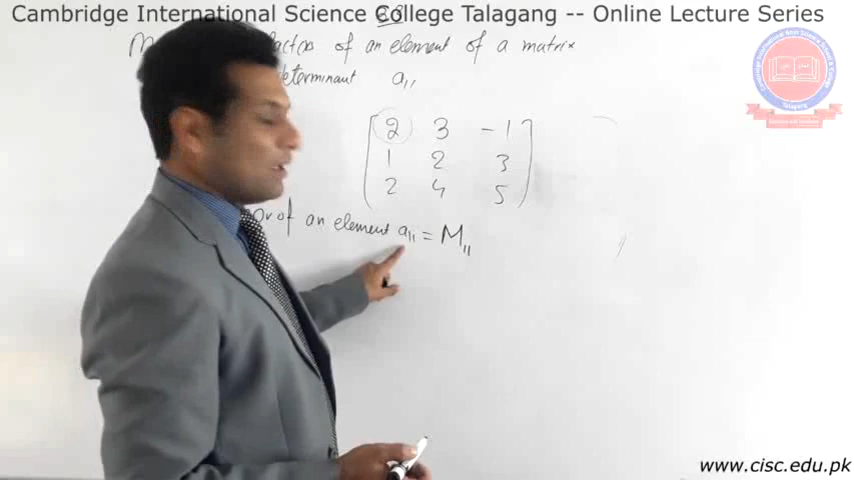 Cambridge International Science College Talagang -- Online Lecture Series
of an element of a matrix
determinant a₁₁
2 3 -1
1 2 3
2 4 5
of an element a₁₁ = M₁₁
Talagang
www.cisc.edu.pk